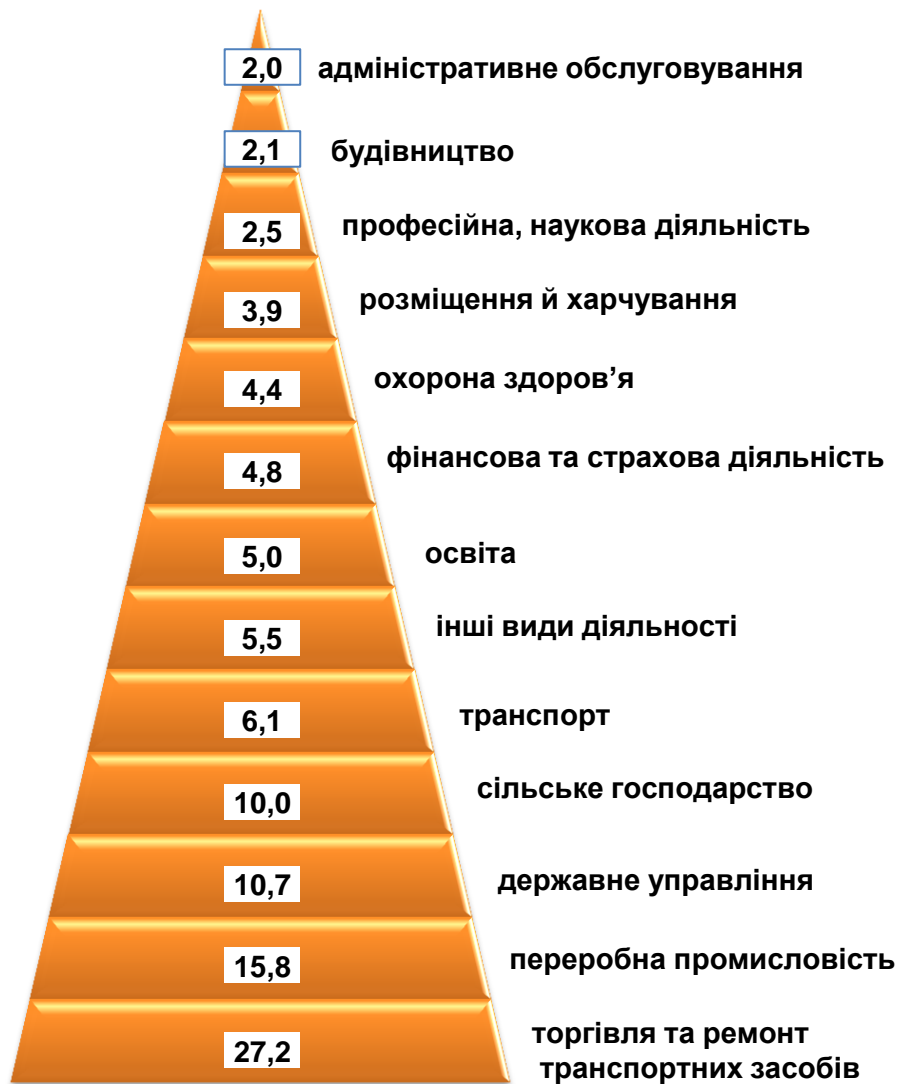 2,0 адміністративне обслуговування
2,1 будівництво
2,5 професійна, наукова діяльність
3,9 розміщення й харчування
4,4 охорона здоров’я
4,8 фінансова та страхова діяльність
5,0 освіта
5,5 інші види діяльності
6,1 транспорт
10,0 сільське господарство
10,7 державне управління
15,8 переробна промисловість
27,2 торгівля та ремонт
транспортних засобів